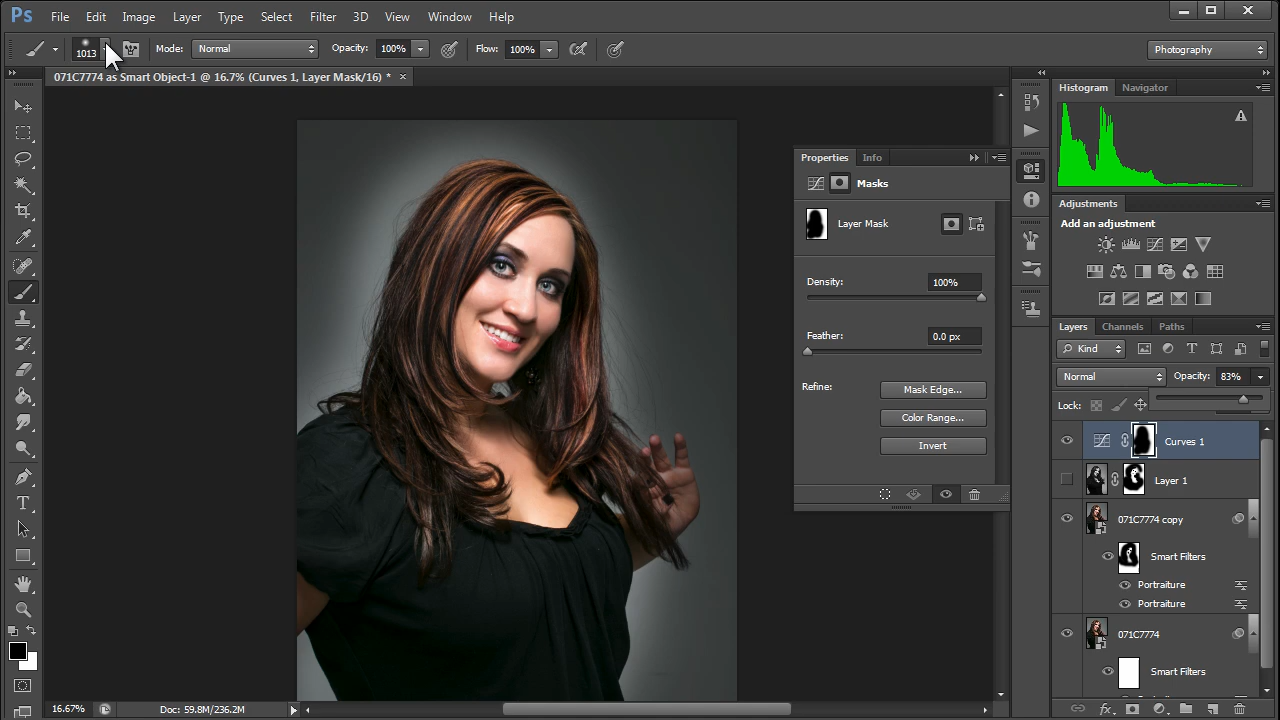 Ps File Edit Image Layer Type Select Filter 3D View Window Help
1013 Mode: Normal Opacity: 100% Flow: 100% Photography
071C7774 as Smart Object-1 @ 16.7% (Curves 1, Layer Mask/16) * ×
Histogram Navigator
Properties Info
Masks
Layer Mask
Density: 100%
Feather: 0.0 px
Refine: Mask Edge...
Color Range...
Invert
Adjustments
Add an adjustment
Layers Channels Paths
Kind
Normal Opacity: 83%
Lock:
Curves 1
Layer 1
071C7774 copy
Smart Filters
Portraiture
Portraiture
071C7774
Smart Filters
16.67% Doc: 59.8M/236.2M